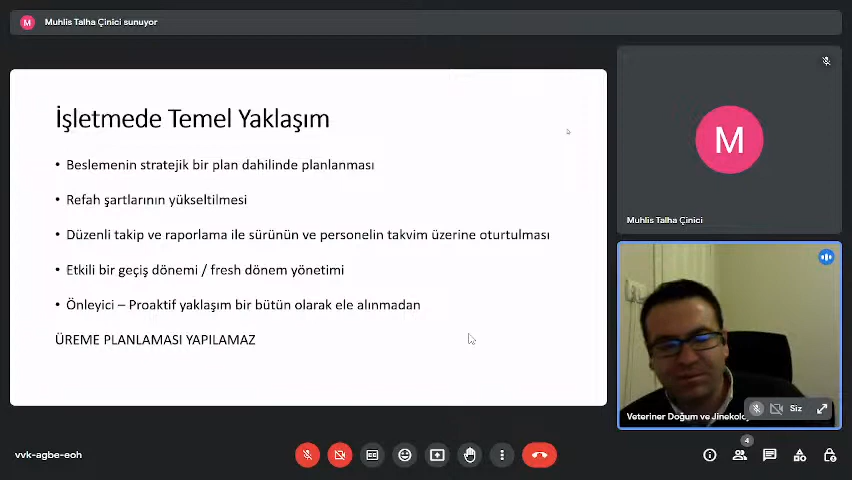 M
Muhlis Talha Çinici sunuyor
İşletmede Temel Yaklaşım
• Beslemenin stratejik bir plan dahilinde planlanması
• Refah şartlarının yükseltilmesi
• Düzenli takip ve raporlama ile sürünün ve personelin takvim üzerine oturtulması
• Etkili bir geçiş dönemi / fresh dönem yönetimi
• Önleyici – Proaktif yaklaşım bir bütün olarak ele alınmadan
ÜREME PLANLAMASI YAPILAMAZ
M
Muhlis Talha Çinici
Veteriner Doğum ve Jinekoloj
Siz
vvk-agbe-eoh
4